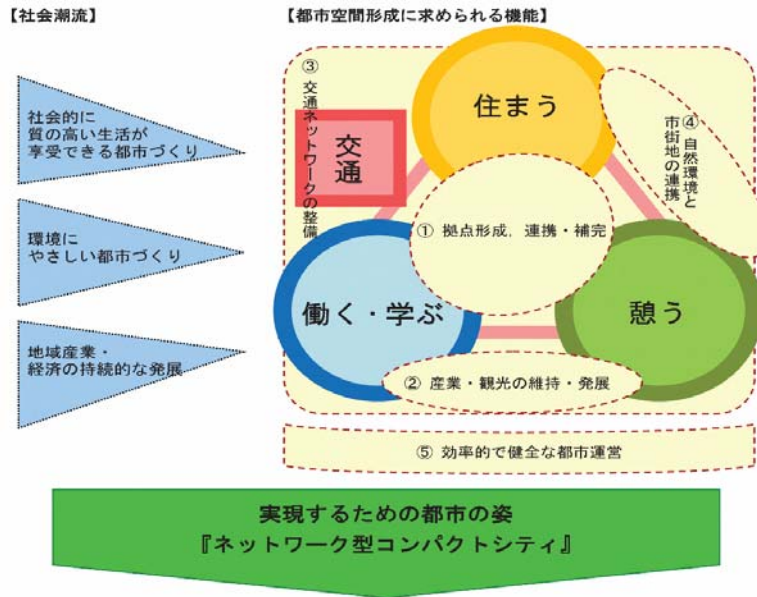 【社会潮流】
社会的に
質の高い生活が
享受できる都市づくり
環境に
やさしい都市づくり
地域産業・
経済の持続的な発展
【都市空間形成に求められる機能】
③ 交通ネットワークの整備
交通
住まう
④ 自然環境と
市街地の連携
① 拠点形成，連携・補完
働く・学ぶ
憩う
② 産業・観光の維持・発展
⑤ 効率的で健全な都市運営
実現するための都市の姿
『ネットワーク型コンパクトシティ』